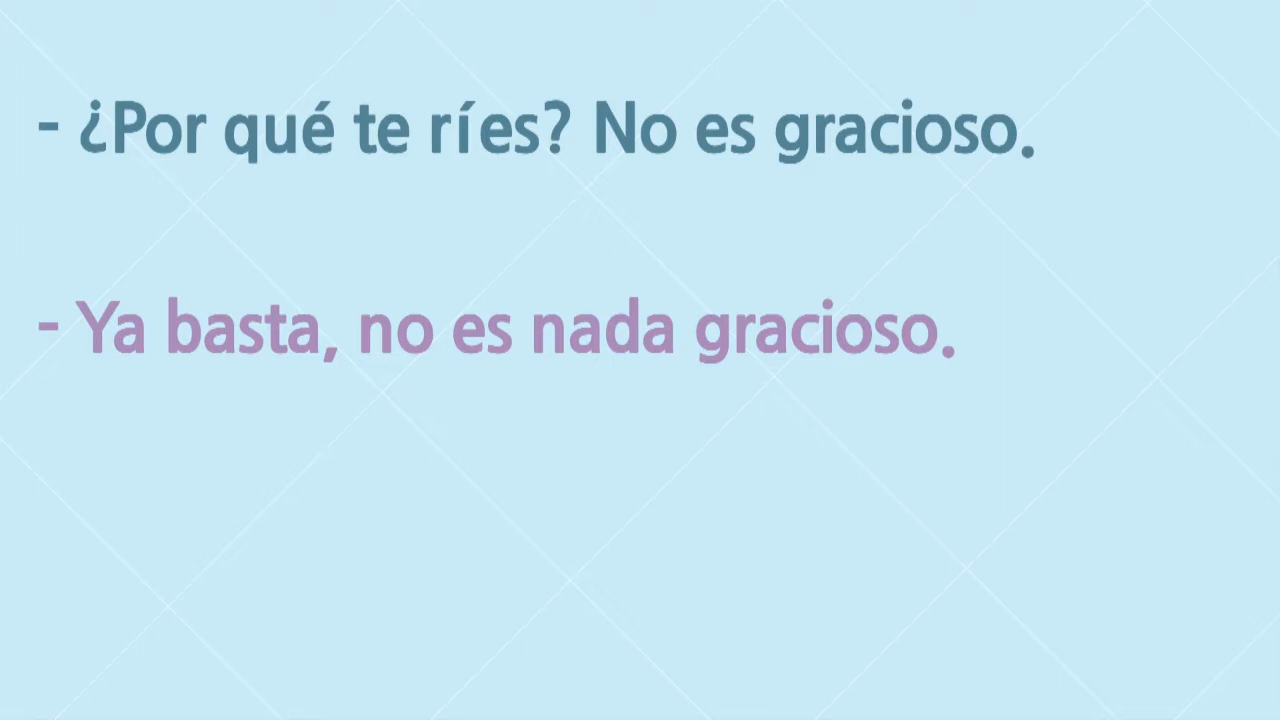 - ¿Por qué te ríes? No es gracioso.
- Ya basta, no es nada gracioso.